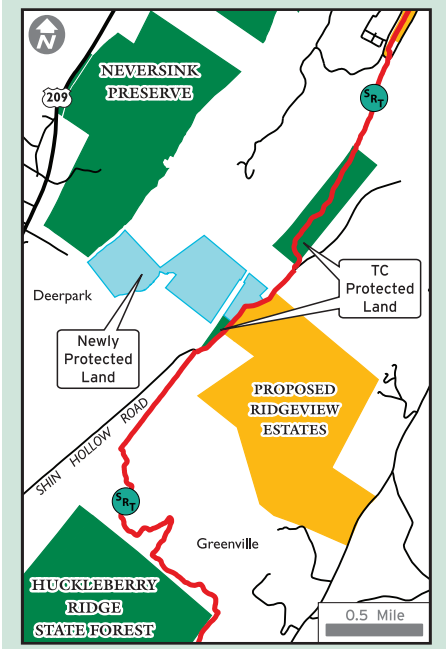 N
NEVERSINK
PRESERVE
209
SRT
TC
Protected
Land
Deerpark
Newly
Protected
Land
PROPOSED
RIDGEVIEW
ESTATES
SHIN HOLLOW ROAD
SRT
Greenville
HUCKLEBERRY
RIDGE
STATE FOREST
0.5 Mile